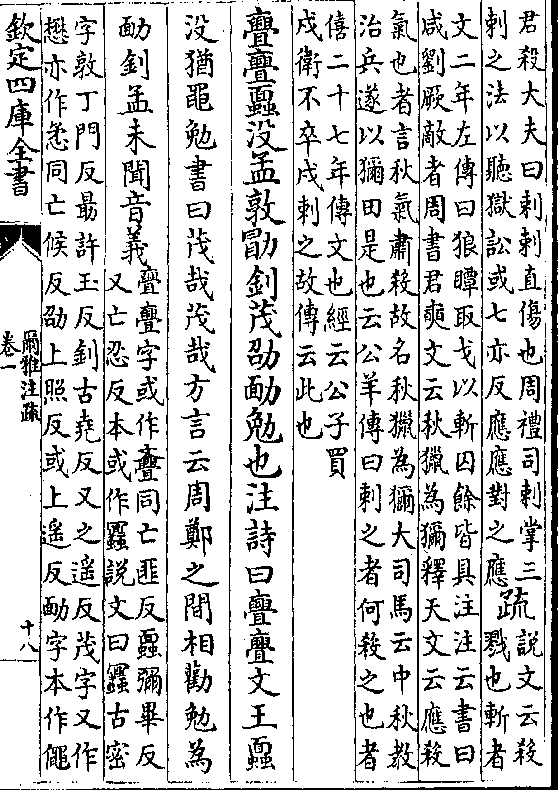 君殺大夫曰刺刺直傷也周禮司刺掌三
刺之法以聽獄訟或七亦反應應對之應
疏
說文云殺
戮也斬者
文二年左傳曰狼瞫取戈以斬囚餘皆具注注云書曰
咸劉厥敵者周書君奭文云秋獵為獮釋天文云應殺
氣也者言秋氣肅殺故名秋獵為獮大司馬云中秋教
治兵遂以獮田是也云公羊傳曰刺之者何殺之也者
僖二十七年傳文也經云公子買
戍衛不卒戍刺之故傳云此也
亹亹蠠没孟敦勖釗茂劭勔勉也注詩曰亹亹文王蠠
没猶黽勉書曰茂哉茂哉方言云周鄭之間相勸勉為
勔釗孟未聞音義
亹亹字或作斖同亡匪反蠠彌畢反
又亡忍反本或作䘃說文曰䘃古密
字敦丁門反勖許玉反釗古堯反又之遥反茂字又作
懋亦作㤇同亡候反劭上照反或上遥反勔字本作僶
欽定四庫全書
爾雅注疏
卷一
十八